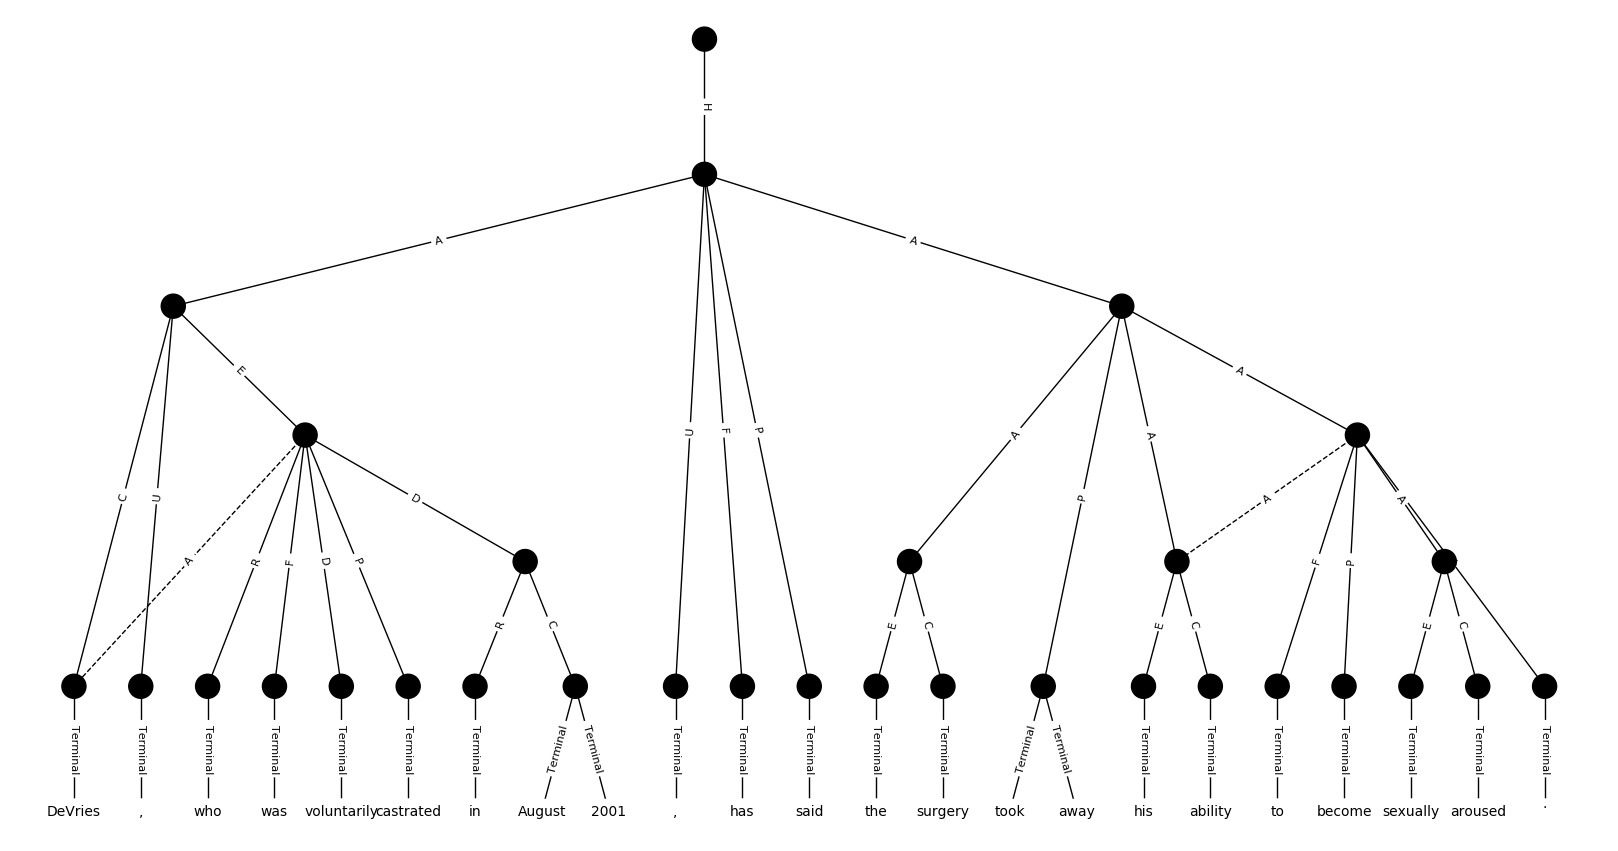 H
A A
E A
U F P A A
C U D P A A
A R F D P F P
R C E C E C E C
Terminal Terminal Terminal Terminal Terminal Terminal Terminal Terminal Terminal Terminal Terminal Terminal Terminal Terminal Terminal Terminal Terminal Terminal Terminal Terminal Terminal Terminal Terminal
DeVries , who was voluntarily castrated in August 2001 , has said the surgery took away his ability to become sexually aroused .